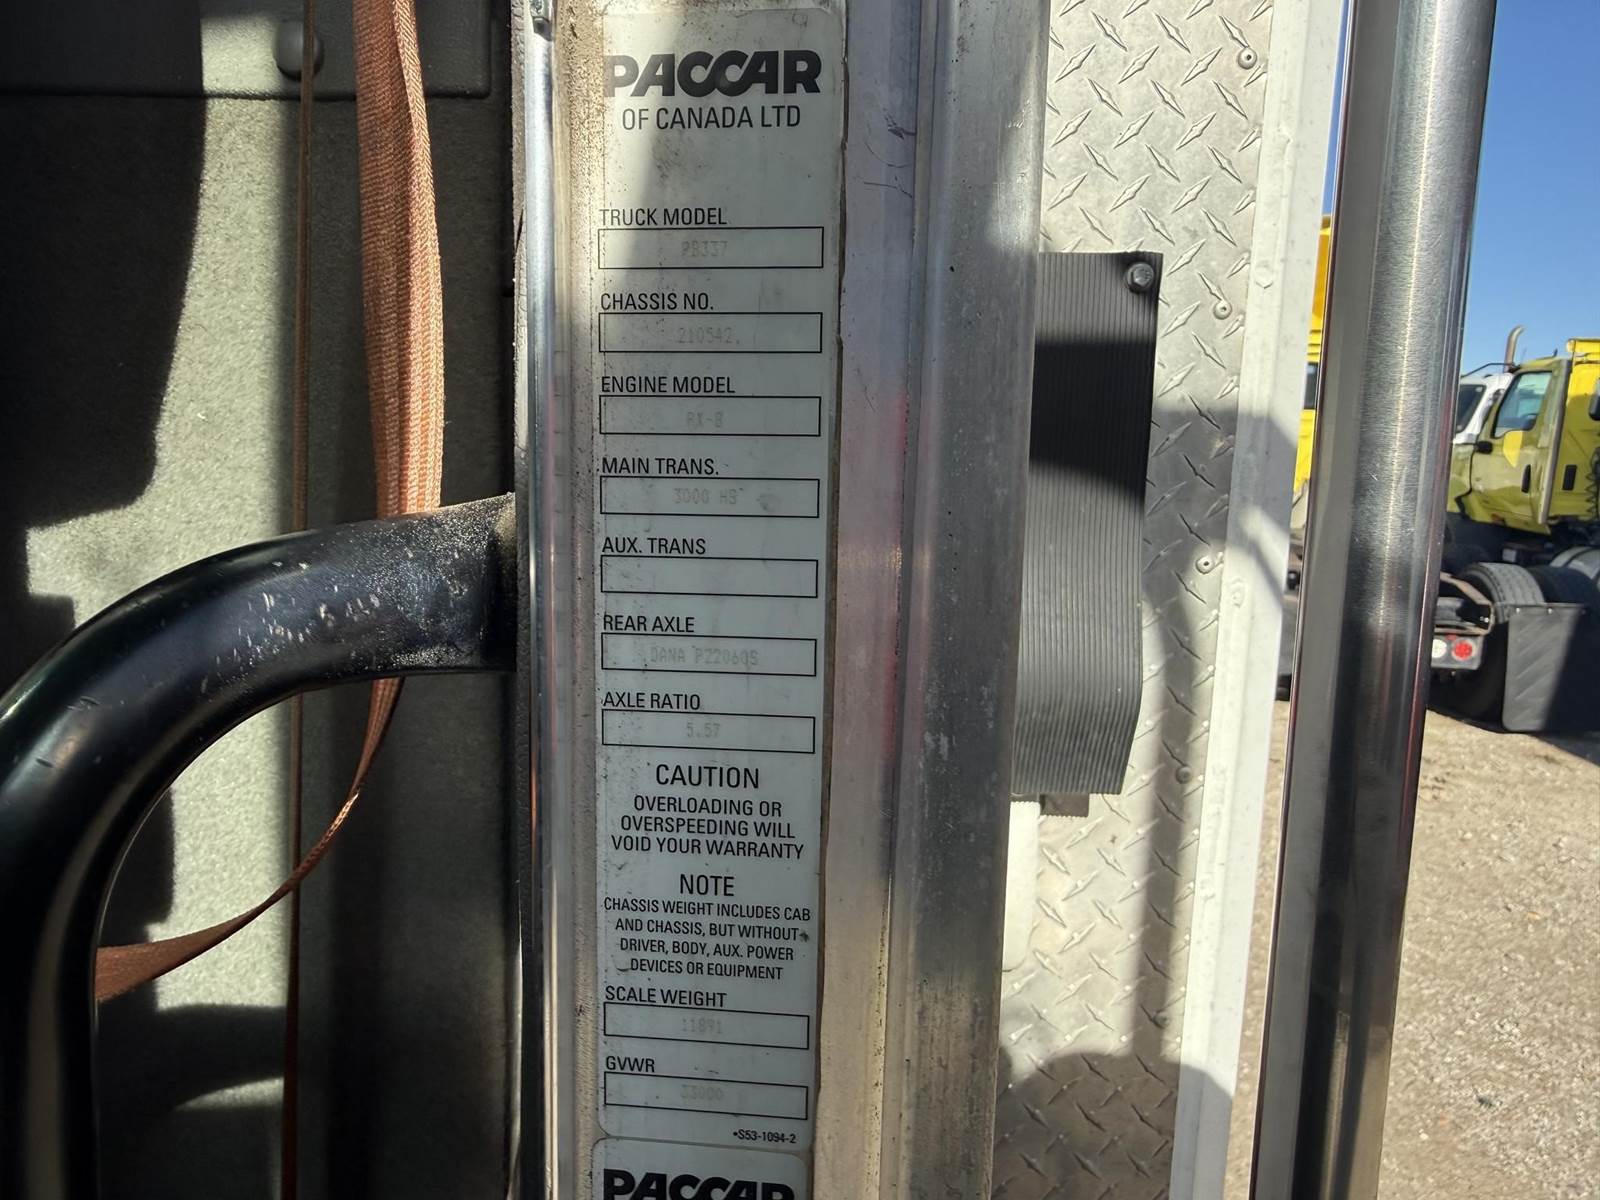 PACCAR
OF CANADA LTD
TRUCK MODEL
PB337
CHASSIS NO.
210542
ENGINE MODEL
PX-8
MAIN TRANS.
3000 HS
AUX. TRANS
REAR AXLE
DANA P22060S
AXLE RATIO
5.57
CAUTION
OVERLOADING OR
OVERSPEEDING WILL
VOID YOUR WARRANTY
NOTE
CHASSIS WEIGHT INCLUDES CAB
AND CHASSIS, BUT WITHOUT
DRIVER, BODY, AUX. POWER
DEVICES OR EQUIPMENT
SCALE WEIGHT
11891
GVWR
33000
•S53-1094-2
PACCAR